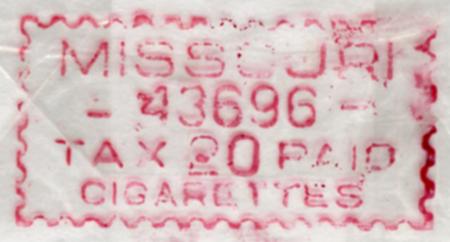 MISSOURI
- 43696 -
TAX 20 PAID
CIGARETTES